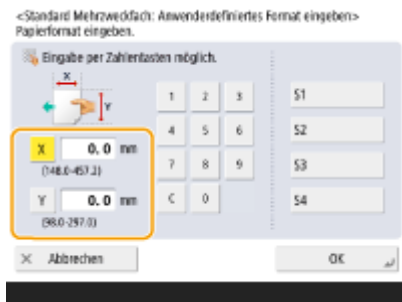 <Standard Mehrzweckfach: Anwenderdefiniertes Format eingeben>
Papierformat eingeben.
Eingabe per Zahlentasten möglich.
X
Y
1 2 3 S1
4 5 6 S2
X 0.0 mm
(148.0-457.2)
7 8 9 S3
Y 0.0 mm
C 0 S4
(98.0-297.0)
Abbrechen OK